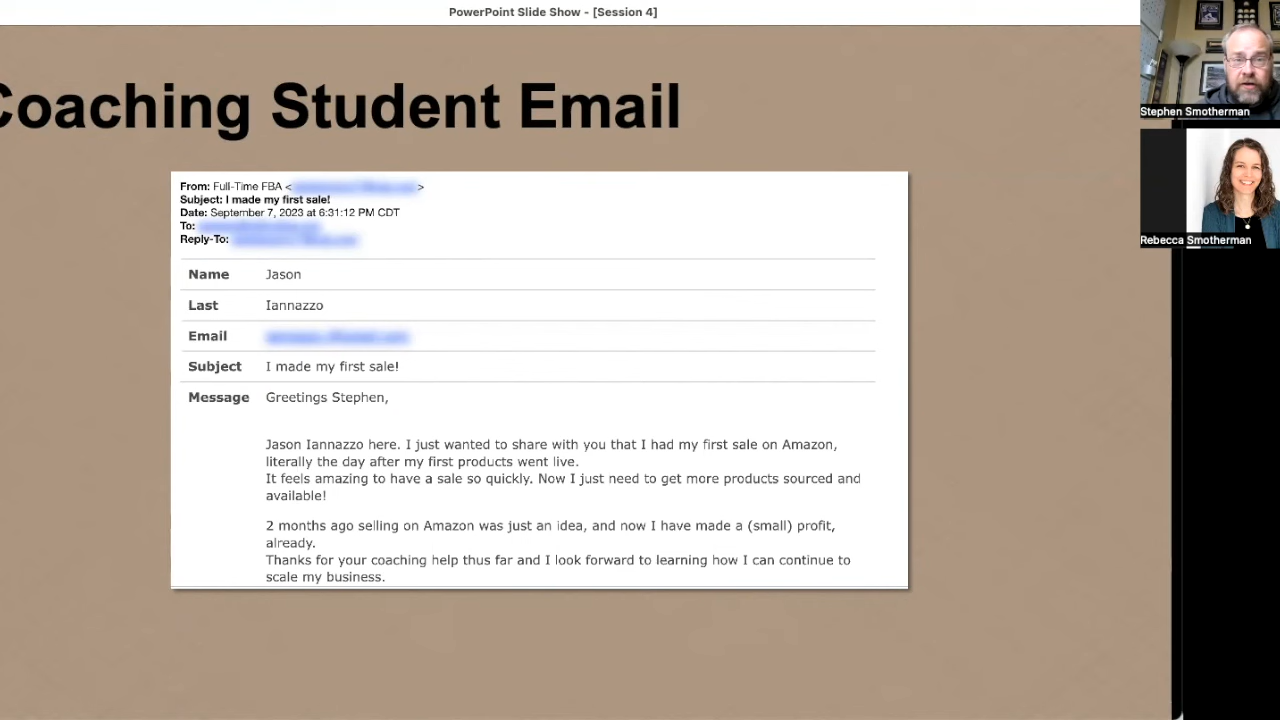 PowerPoint Slide Show - [Session 4]
Coaching Student Email
From: Full-Time FBA < >
Subject: I made my first sale!
Date: September 7, 2023 at 6:31:12 PM CDT
To:
Reply-To:
Name Jason
Last Iannazzo
Email
Subject I made my first sale!
Message Greetings Stephen,
Jason Iannazzo here. I just wanted to share with you that I had my first sale on Amazon,
literally the day after my first products went live.
It feels amazing to have a sale so quickly. Now I just need to get more products sourced and
available!
2 months ago selling on Amazon was just an idea, and now I have made a (small) profit,
already.
Thanks for your coaching help thus far and I look forward to learning how I can continue to
scale my business.
Stephen Smotherman
Rebecca Smotherman